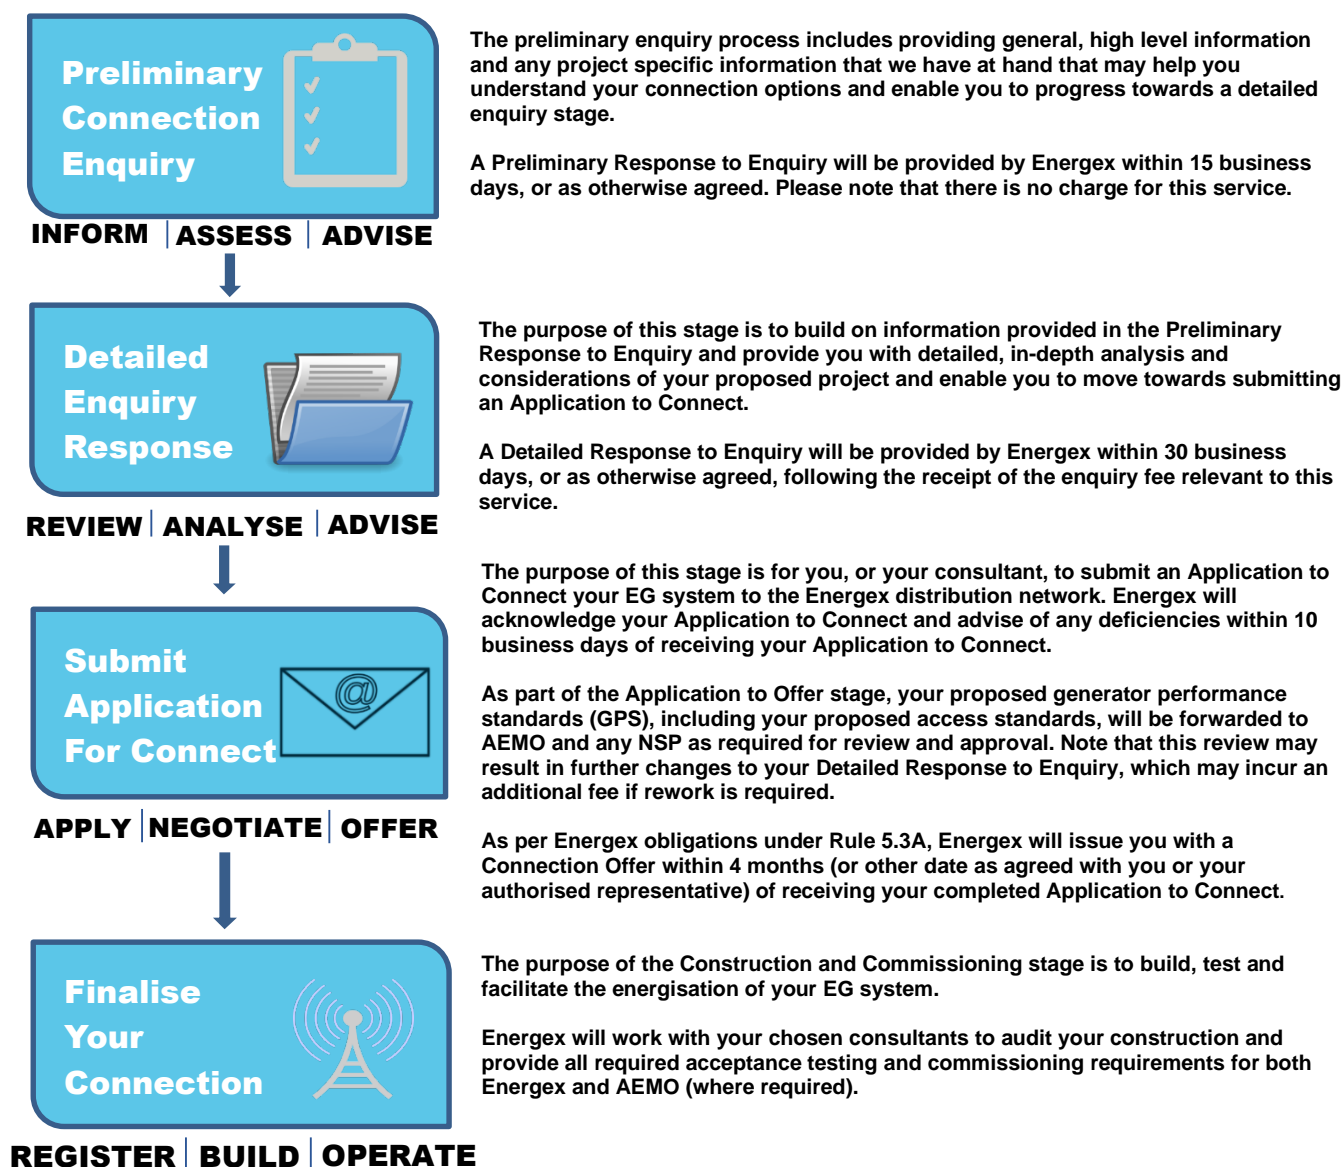 Preliminary
Connection
Enquiry
INFORM ASSESS ADVISE
The preliminary enquiry process includes providing general, high level information
and any project specific information that we have at hand that may help you
understand your connection options and enable you to progress towards a detailed
enquiry stage.
A Preliminary Response to Enquiry will be provided by Energex within 15 business
days, or as otherwise agreed. Please note that there is no charge for this service.
Detailed
Enquiry
Response
REVIEW ANALYSE ADVISE
The purpose of this stage is to build on information provided in the Preliminary
Response to Enquiry and provide you with detailed, in-depth analysis and
considerations of your proposed project and enable you to move towards submitting
an Application to Connect.
A Detailed Response to Enquiry will be provided by Energex within 30 business
days, or as otherwise agreed, following the receipt of the enquiry fee relevant to this
service.
Submit
Application
For Connect
@
APPLY NEGOTIATE OFFER
The purpose of this stage is for you, or your consultant, to submit an Application to
Connect your EG system to the Energex distribution network. Energex will
acknowledge your Application to Connect and advise of any deficiencies within 10
business days of receiving your Application to Connect.
As part of the Application to Offer stage, your proposed generator performance
standards (GPS), including your proposed access standards, will be forwarded to
AEMO and any NSP as required for review and approval. Note that this review may
result in further changes to your Detailed Response to Enquiry, which may incur an
additional fee if rework is required.
As per Energex obligations under Rule 5.3A, Energex will issue you with a
Connection Offer within 4 months (or other date as agreed with you or your
authorised representative) of receiving your completed Application to Connect.
Finalise
Your
Connection
REGISTER BUILD OPERATE
The purpose of the Construction and Commissioning stage is to build, test and
facilitate the energisation of your EG system.
Energex will work with your chosen consultants to audit your construction and
provide all required acceptance testing and commissioning requirements for both
Energex and AEMO (where required).